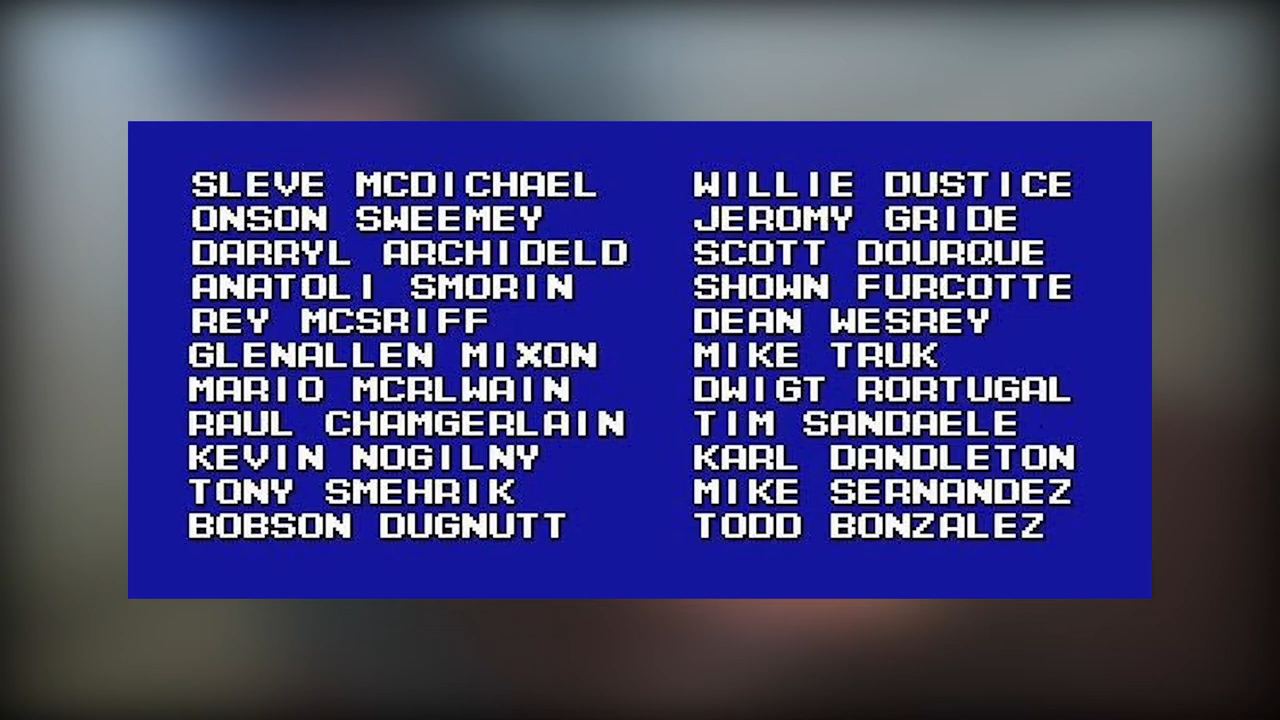 SLEVE MCDICHAEL
ONSON SWEEMEY
DARRYL ARCHIDELD
ANATOLI SMORIN
REY MCSRIFF
GLENALLEN MIXON
MARIO MCRLWAIN
RAUL CHAMGERLAIN
KEVIN NOGILNY
TONY SMEHRIK
BOBSON DUGNUTT
WILLIE DUSTICE
JEROMY GRIDE
SCOTT DOURQUE
SHOWN FURCOTTE
DEAN WESREY
MIKE TRUK
DWIGT RORTUGAL
TIM SANDAELE
KARL DANDLETON
MIKE SERNANDEZ
TODD BONZALEZ